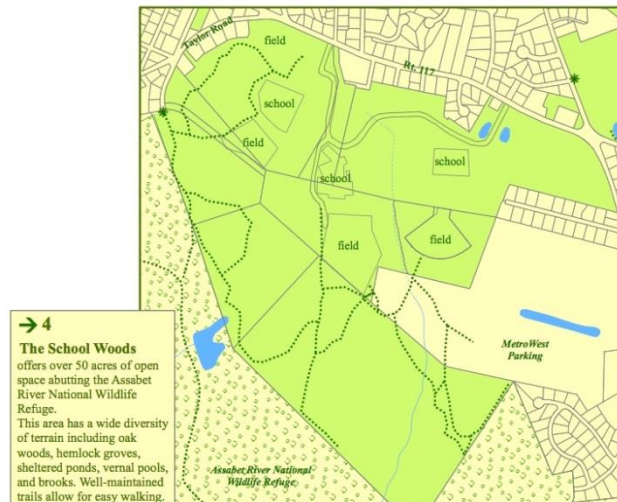 Taylor Road
field
Rt. 117
school
field
school
school
field
field
MetroWest
Parking
→ 4
The School Woods
offers over 50 acres of open
space abutting the Assabet
River National Wildlife
Refuge.
This area has a wide diversity
of terrain including oak
woods, hemlock groves,
sheltered ponds, vernal pools,
and brooks. Well-maintained
trails allow for easy walking.
Assabet River National
Wildlife Refuge